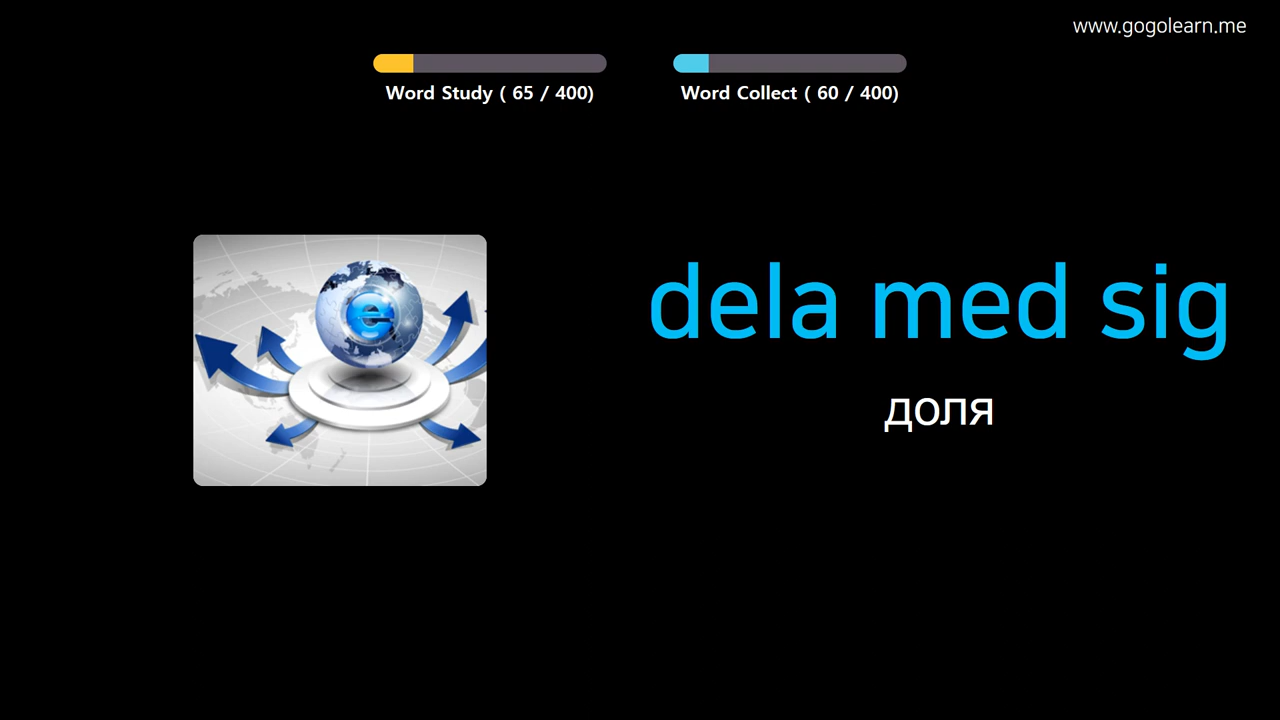 www.gogolearn.me
Word Study ( 65 / 400)
Word Collect ( 60 / 400)
e
dela med sig
доля